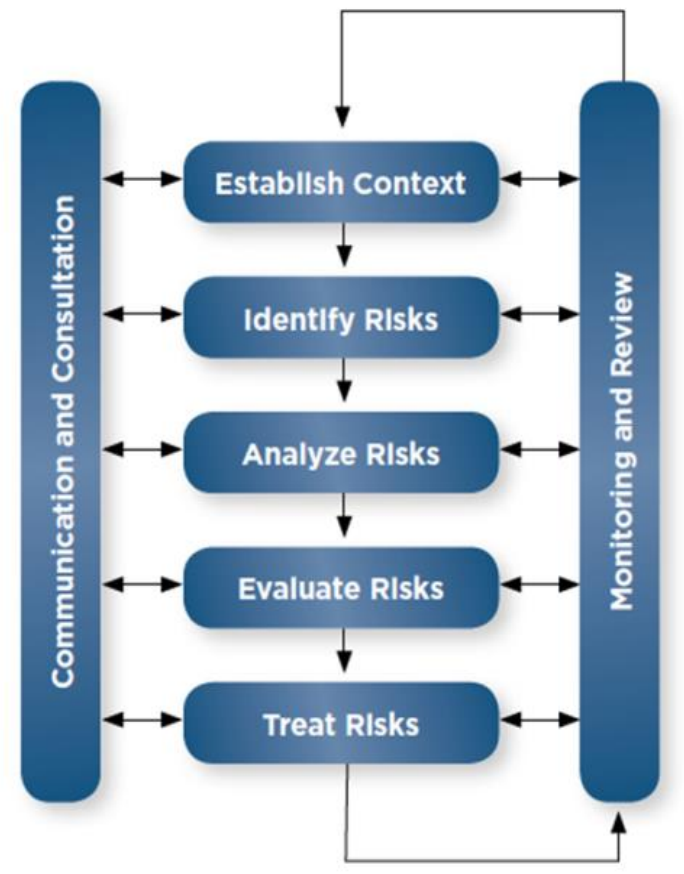 Establish Context
Identify Risks
Analyze Risks
Evaluate Risks
Treat Risks
Communication and Consultation
Monitoring and Review